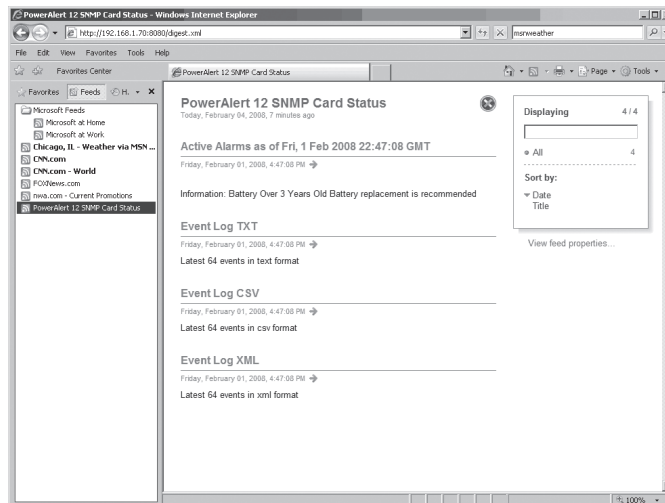 PowerAlert 12 SNMP Card Status - Windows Internet Explorer
http://192.168.1.70:8080/digest.xml
msnweather
File Edit View Favorites Tools Help
Favorites Center
PowerAlert 12 SNMP Card Status
Page Tools
Favorites Feeds H.
Microsoft Feeds
Microsoft at Home
Microsoft at Work
Chicago, IL - Weather via MSN ...
CNN.com
CNN.com - World
FOXNews.com
nwa.com - Current Promotions
PowerAlert 12 SNMP Card Status
PowerAlert 12 SNMP Card Status
Today, February 04, 2008, 7 minutes ago
Active Alarms as of Fri, 1 Feb 2008 22:47:08 GMT
Friday, February 01, 2008, 4:47:08 PM
Information: Battery Over 3 Years Old Battery replacement is recommended
Event Log TXT
Friday, February 01, 2008, 4:47:08 PM
Latest 64 events in text format
Event Log CSV
Friday, February 01, 2008, 4:47:08 PM
Latest 64 events in csv format
Event Log XML
Friday, February 01, 2008, 4:47:08 PM
Latest 64 events in xml format
Displaying 4 / 4
All 4
Sort by:
Date
Title
View feed properties...
100%